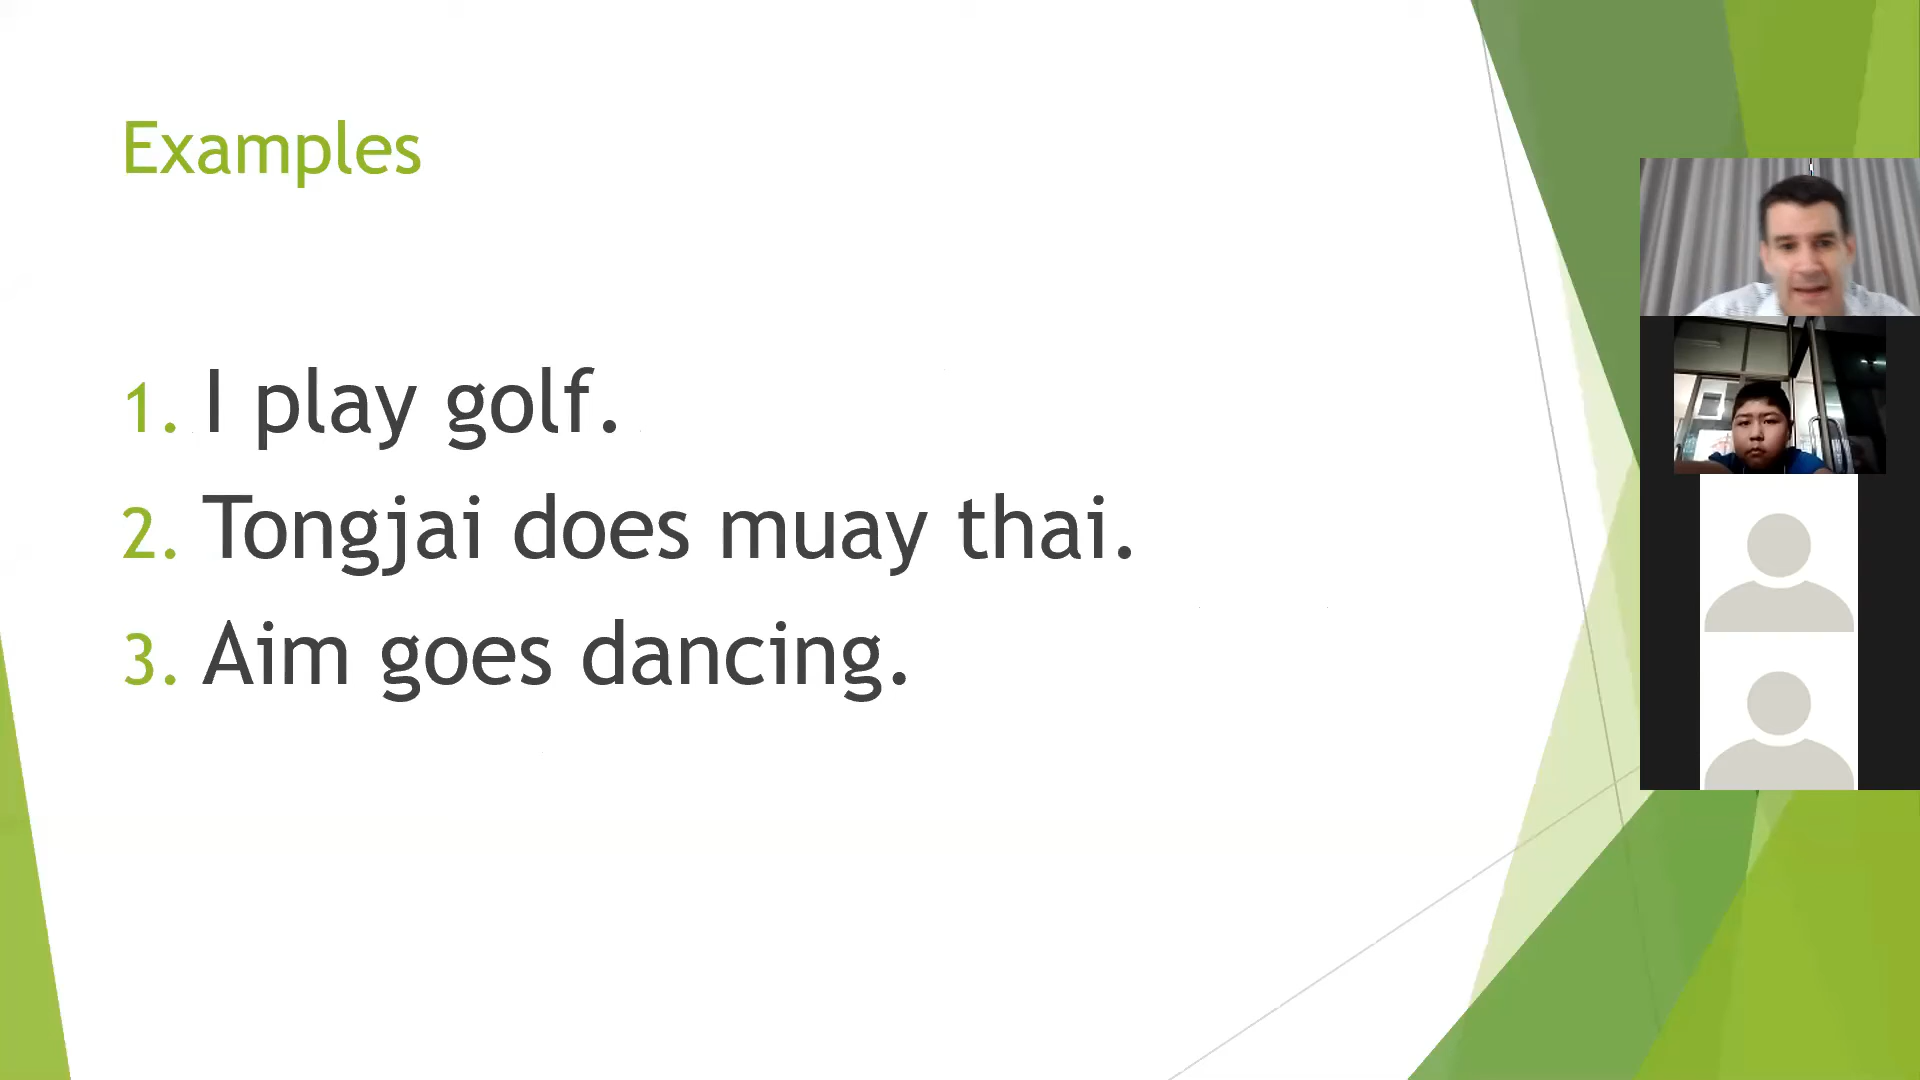 Examples
1. I play golf.
2. Tongjai does muay thai.
3. Aim goes dancing.